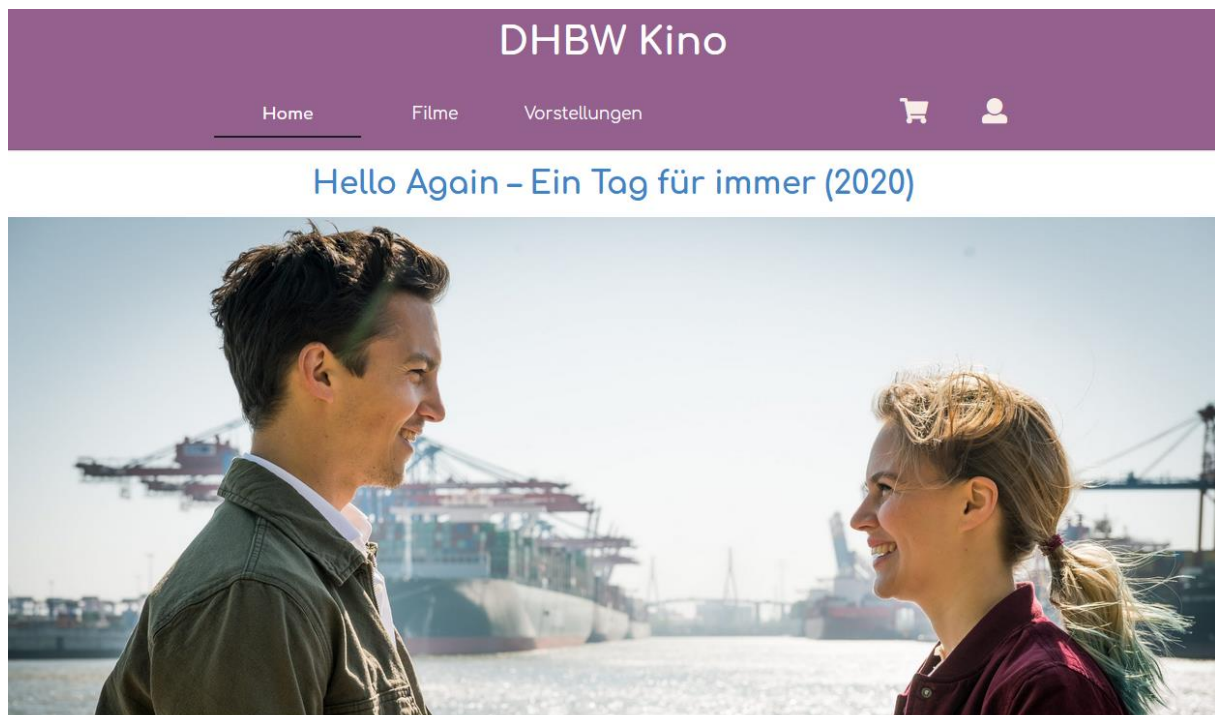 DHBW Kino
Home Filme Vorstellungen
Hello Again – Ein Tag für immer (2020)